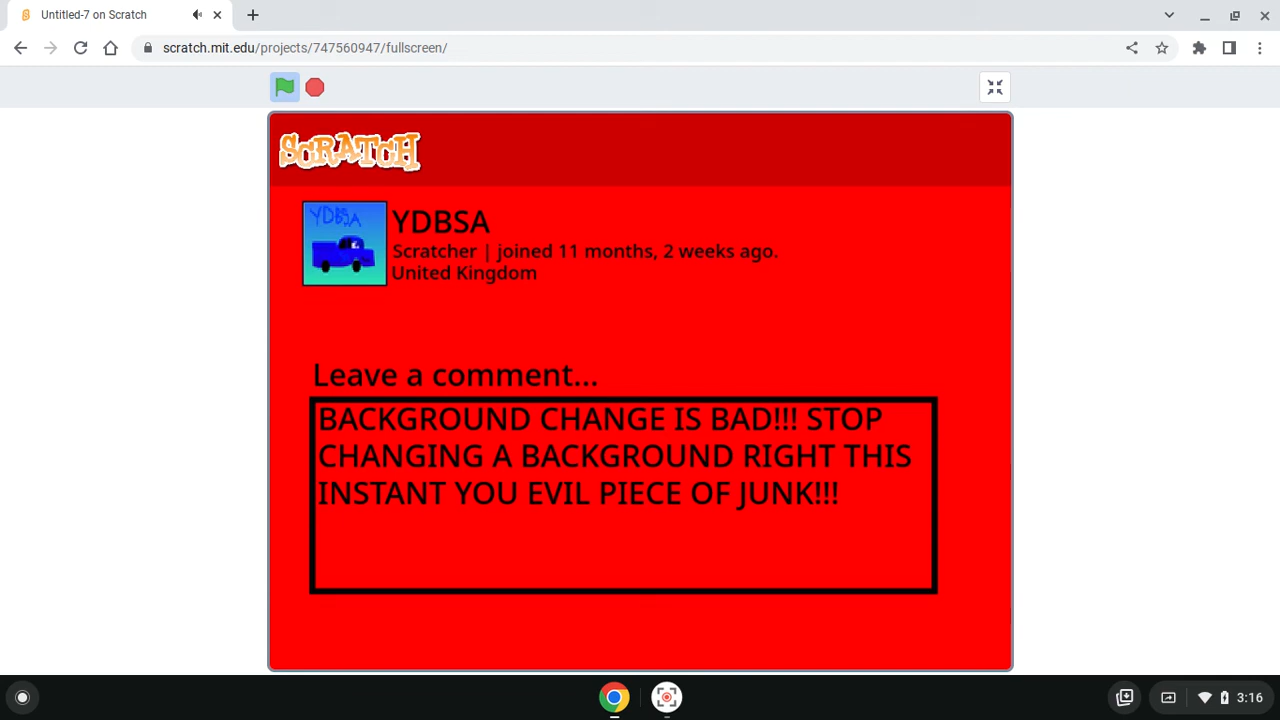 Untitled-7 on Scratch
scratch.mit.edu/projects/747560947/fullscreen/
SCRATCH
YDBSA
YDBSA
Scratcher | joined 11 months, 2 weeks ago.
United Kingdom
Leave a comment...
BACKGROUND CHANGE IS BAD!!! STOP
CHANGING A BACKGROUND RIGHT THIS
INSTANT YOU EVIL PIECE OF JUNK!!!
3:16